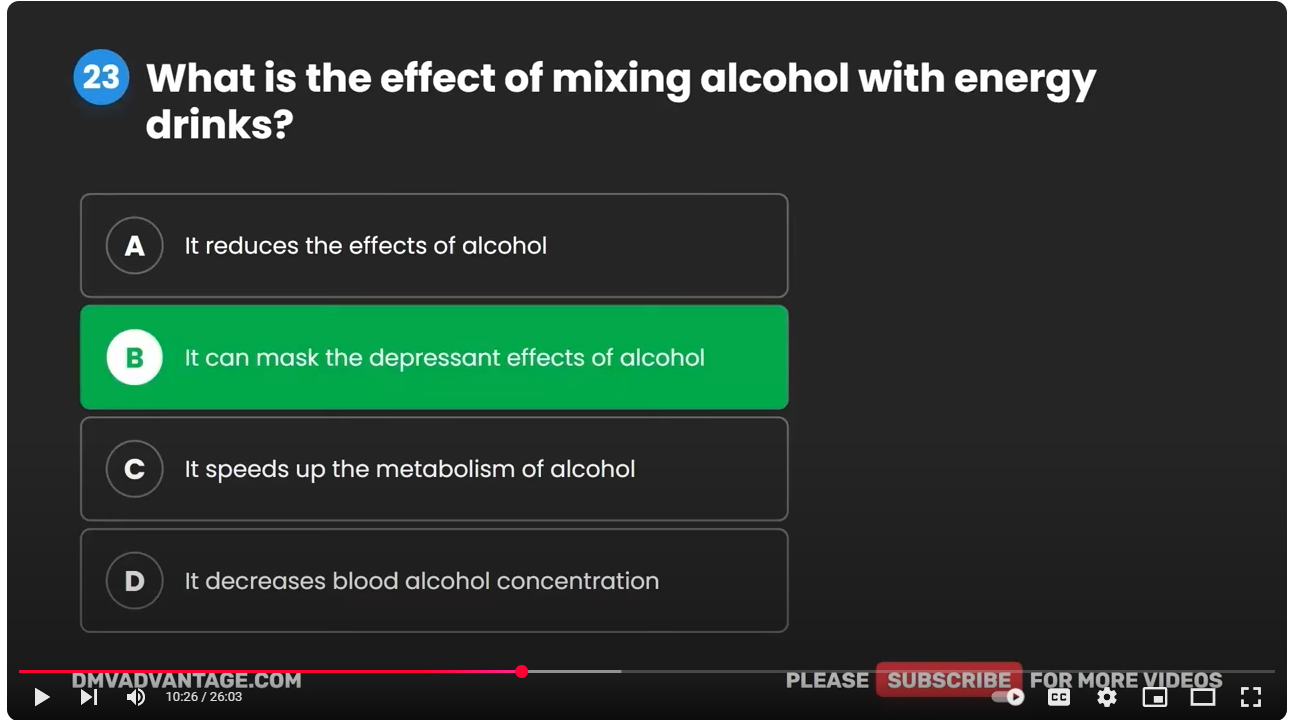 23 What is the effect of mixing alcohol with energy
drinks?
A It reduces the effects of alcohol
B It can mask the depressant effects of alcohol
C It speeds up the metabolism of alcohol
D It decreases blood alcohol concentration
DMVADVANTAGE.COM PLEASE SUBSCRIBE FOR MORE VIDEOS
10:26 / 26:03 CC